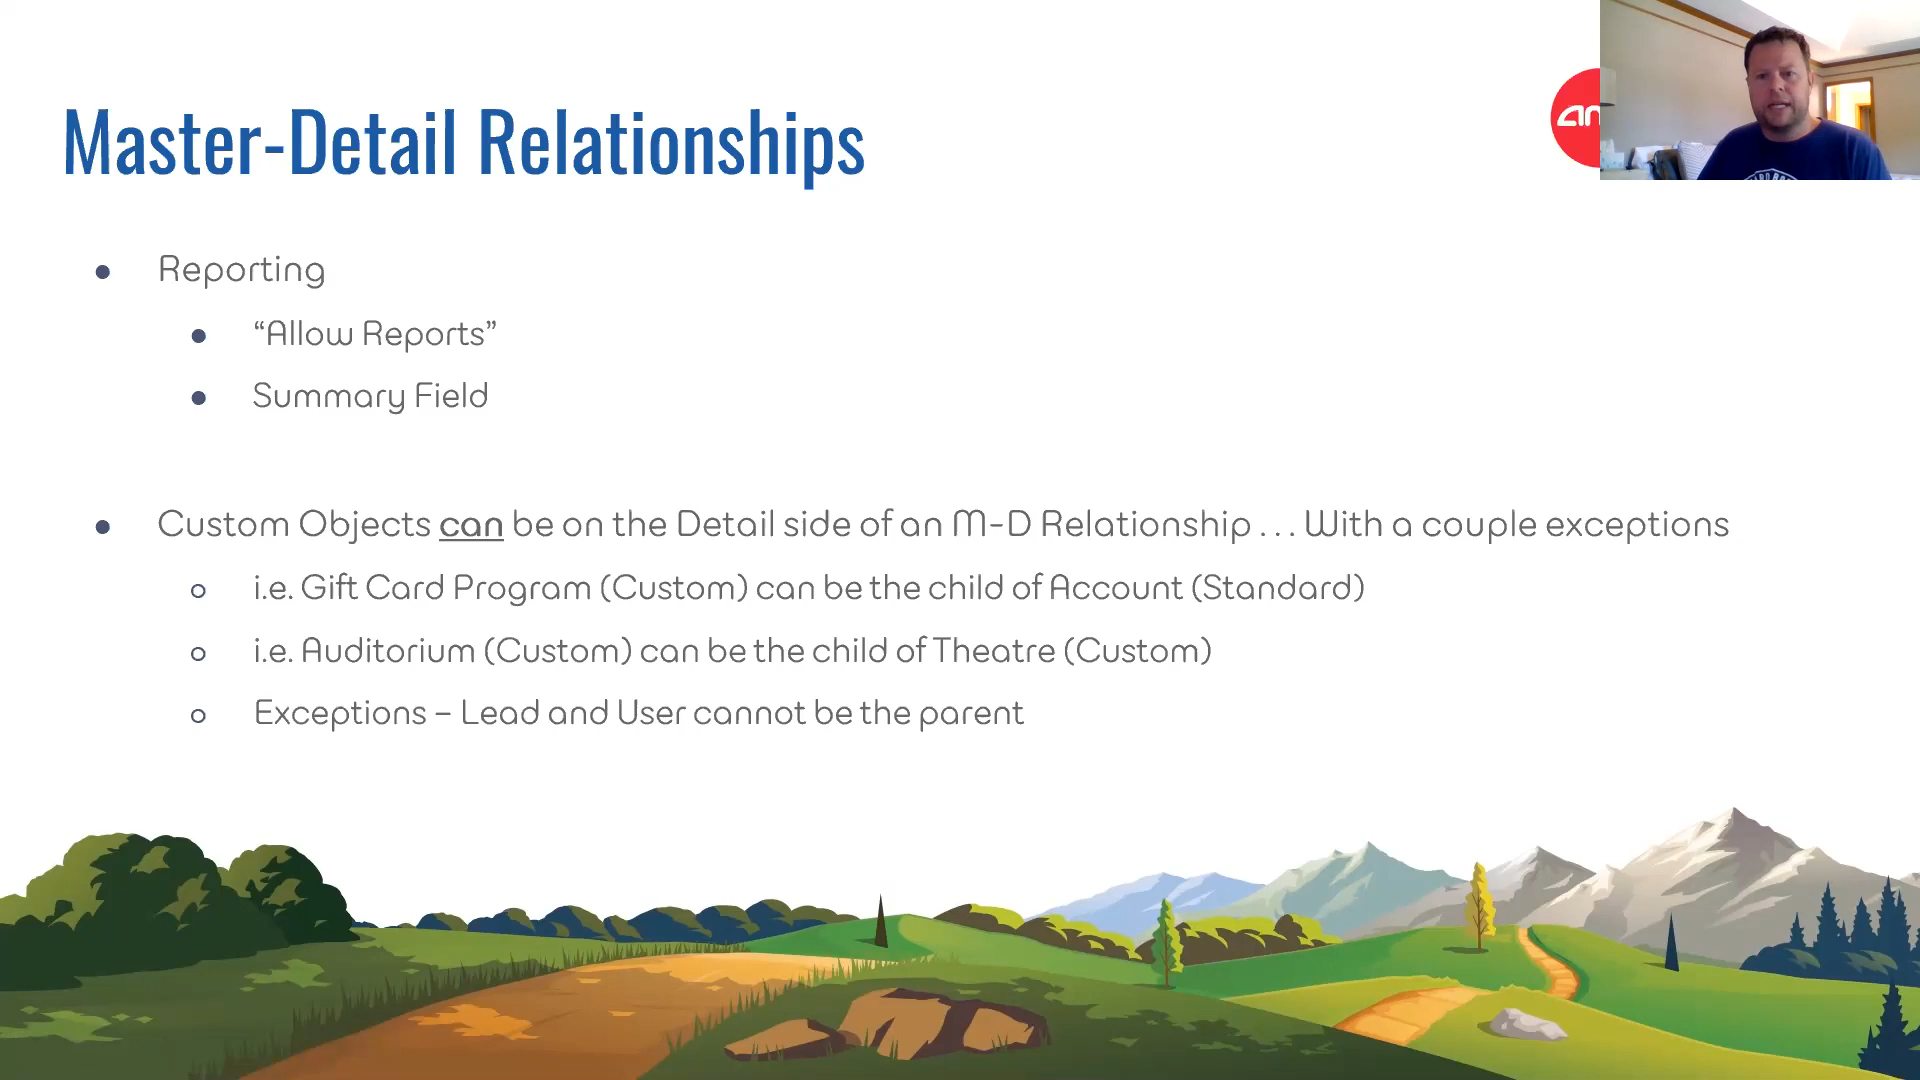 Master-Detail Relationships
Reporting
“Allow Reports”
Summary Field
Custom Objects can be on the Detail side of an M-D Relationship . . . With a couple exceptions
i.e. Gift Card Program (Custom) can be the child of Account (Standard)
i.e. Auditorium (Custom) can be the child of Theatre (Custom)
Exceptions – Lead and User cannot be the parent